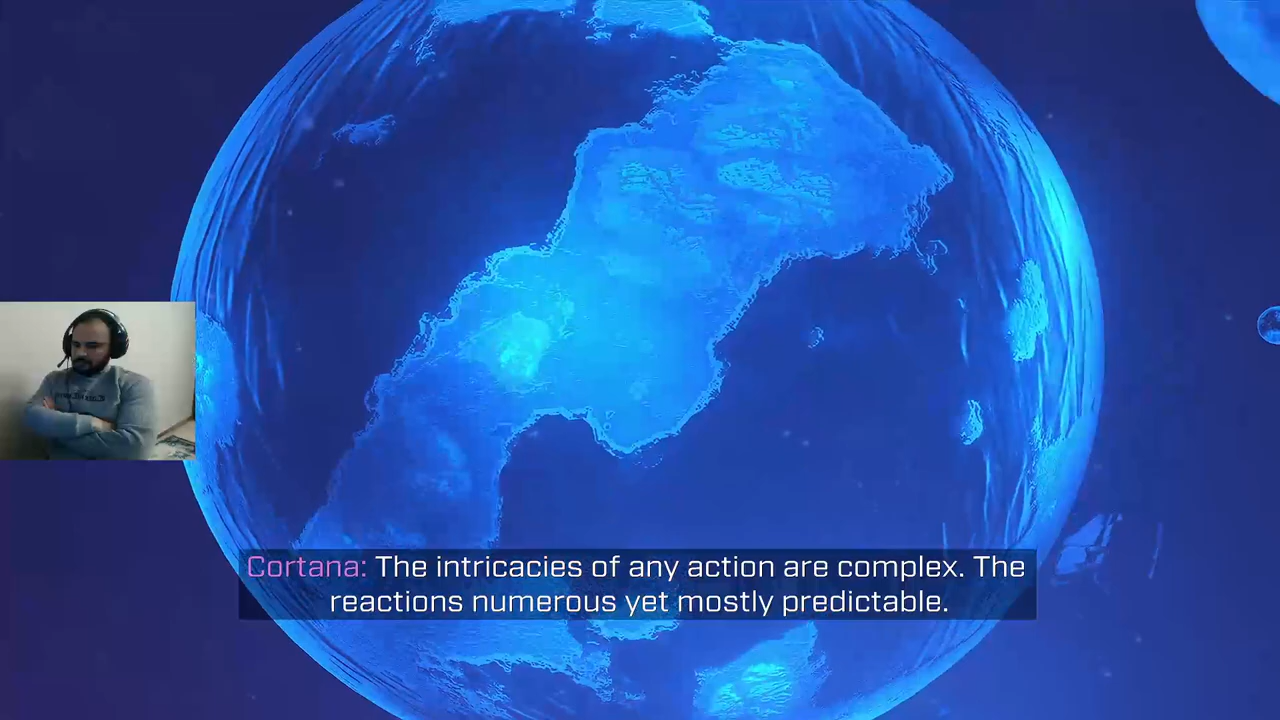 Cortana: The intricacies of any action are complex. The
reactions numerous yet mostly predictable.